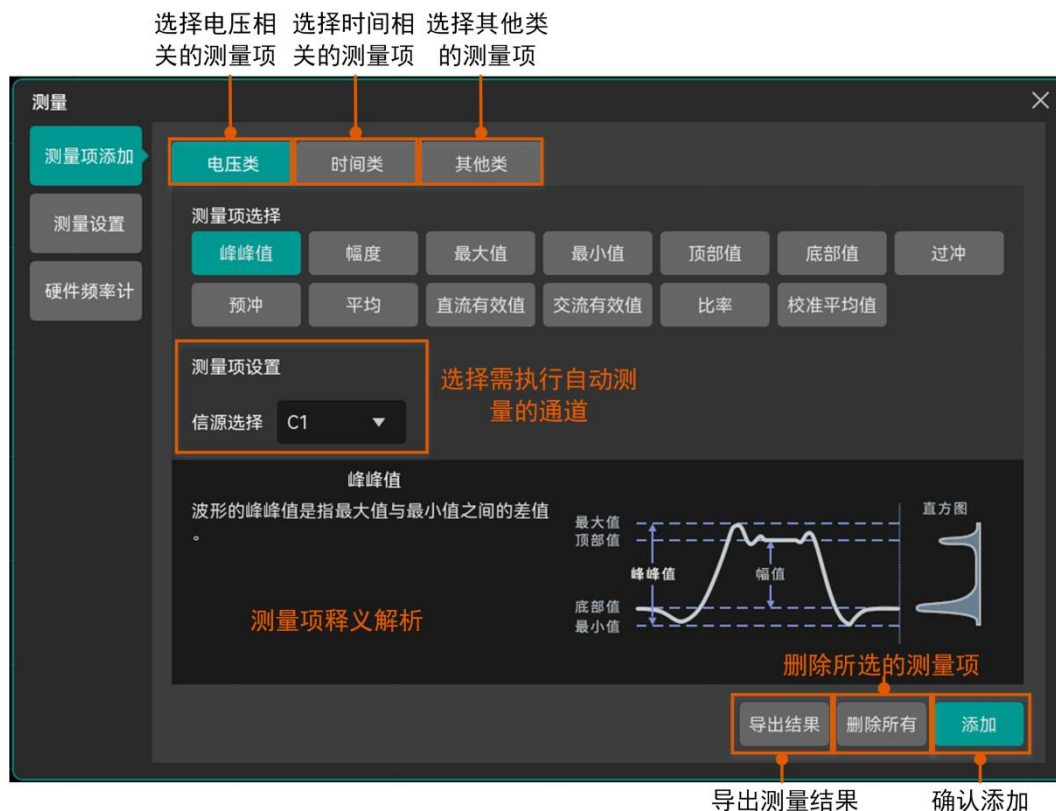 选择电压相
关的测量项
选择时间相
关的测量项
选择其他类
的测量项
测量
测量项添加
测量设置
硬件频率计
电压类
时间类
其他类
测量项选择
峰峰值
幅度
最大值
最小值
顶部值
底部值
过冲
预冲
平均
直流有效值
交流有效值
比率
校准平均值
测量项设置
信源选择
C1
选择需执行自动测
量的通道
峰峰值
波形的峰峰值是指最大值与最小值之间的差值
。
测量项释义解析
最大值
顶部值
峰峰值
幅值
底部值
最小值
直方图
删除所选的测量项
导出结果
删除所有
添加
导出测量结果
确认添加